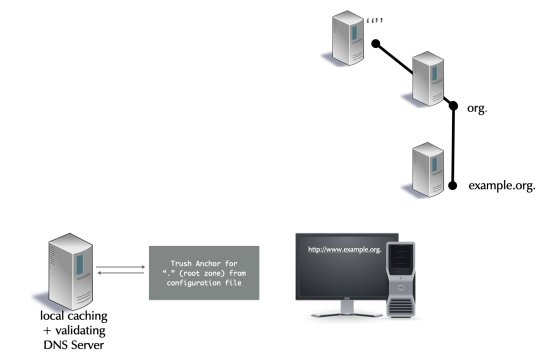 “”
org.
example.org.
http://www.example.org.
Trush Anchor for
"." (root zone) from
configuration file
local caching
+ validating
DNS Server